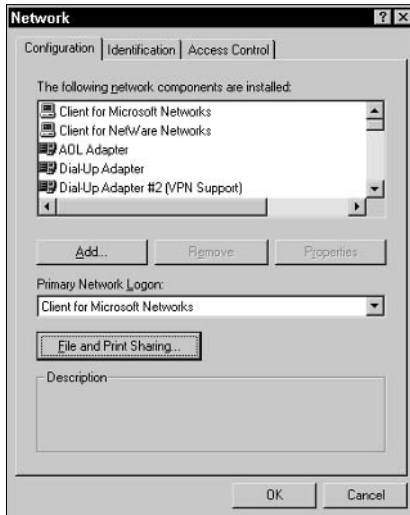 Network
Configuration Identification Access Control
The following network components are installed:
Client for Microsoft Networks
Client for NetWare Networks
AOL Adapter
Dial-Up Adapter
Dial-Up Adapter #2 (VPN Support)
Add... Remove Properties
Primary Network Logon:
Client for Microsoft Networks
File and Print Sharing...
Description
OK Cancel